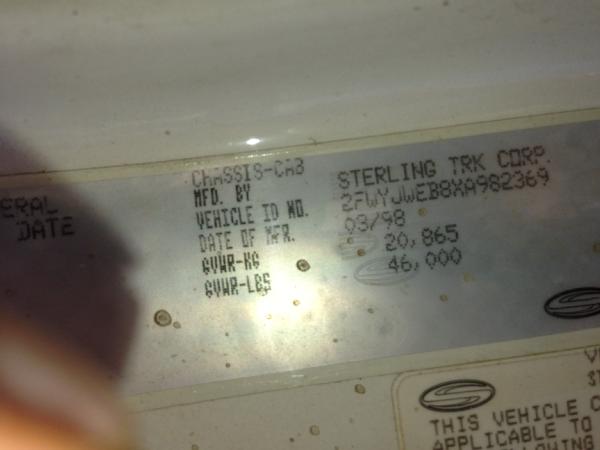 CHASSIS-CAB
MFD. BY STERLING TRK CORP.
VEHICLE ID NO. 2FWYJWEB8XA982369
ERAL DATE DATE OF MFR. 03/98
GVWR-KG 20,865
GVWR-LBS 46,000
THIS VEHICLE C
APPLICABLE TO